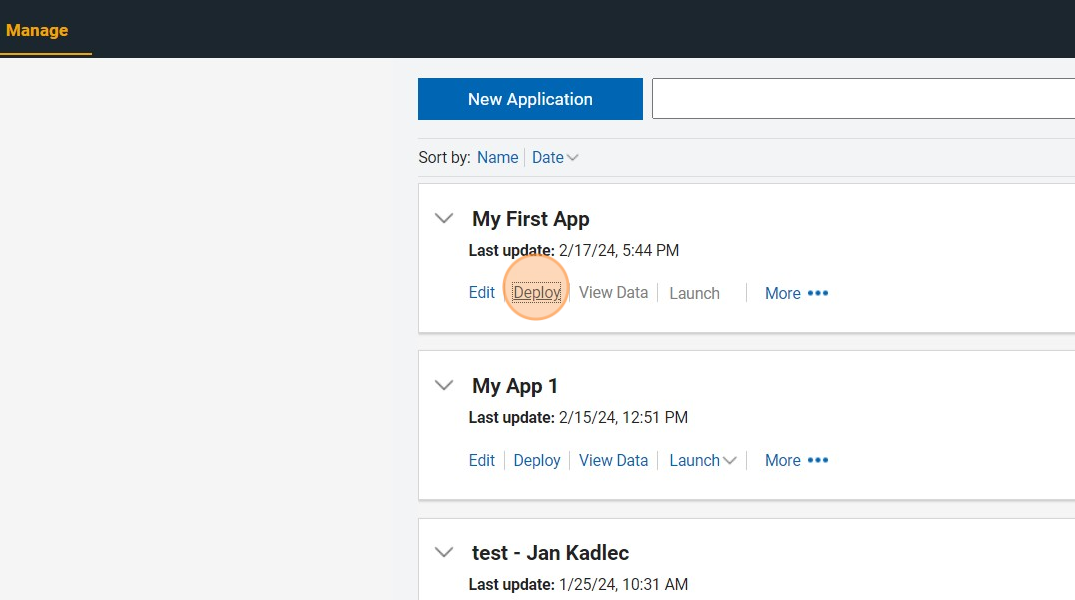 Manage
New Application
Sort by: Name Date
My First App
Last update: 2/17/24, 5:44 PM
Edit Deploy View Data Launch More
My App 1
Last update: 2/15/24, 12:51 PM
Edit Deploy View Data Launch More
test - Jan Kadlec
Last update: 1/25/24, 10:31 AM